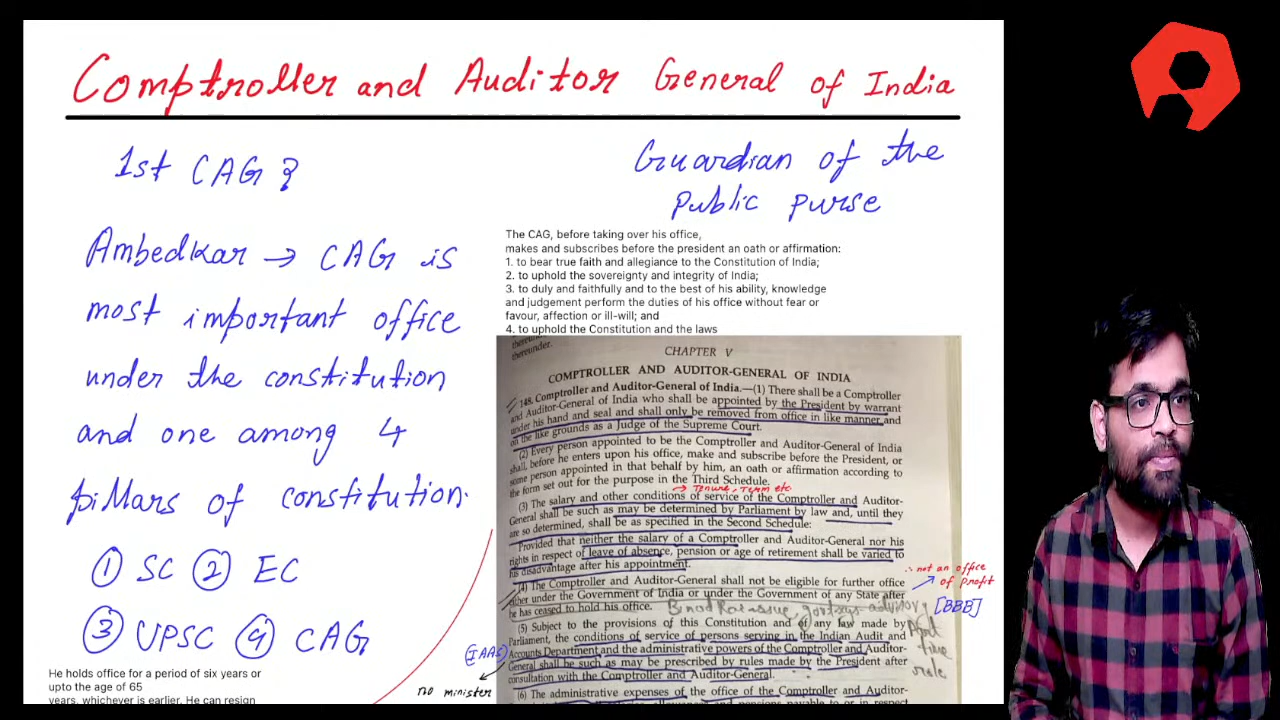 Comptroller and Auditor General of India
1st CAG ?
Guardian of the
public purse
Ambedkar → CAG is
most important office
under the constitution
and one among 4
pillars of constitution.
① SC ② EC
③ UPSC ④ CAG
He holds office for a period of six years or
upto the age of 65
years, whichever is earlier. He can resign
The CAG, before taking over his office,
makes and subscribes before the president an oath or affirmation:
1. to bear true faith and allegiance to the Constitution of India;
2. to uphold the sovereignty and integrity of India;
3. to duly and faithfully and to the best of his ability, knowledge
and judgement perform the duties of his office without fear or
favour, affection or ill-will; and
4. to uphold the Constitution and the laws
thereunder.
CHAPTER V
COMPTROLLER AND AUDITOR-GENERAL OF INDIA
148. Comptroller and Auditor-General of India.—(1) There shall be a Comptroller
and Auditor-General of India who shall be appointed by the President by warrant
under his hand and seal and shall only be removed from office in like manner and
on the like grounds as a Judge of the Supreme Court.
(2) Every person appointed to be the Comptroller and Auditor-General of India
shall, before he enters upon his office, make and subscribe before the President, or
some person appointed in that behalf by him, an oath or affirmation according to
the form set out for the purpose in the Third Schedule.
→ Tenure, Term etc
(3) The salary and other conditions of service of the Comptroller and Auditor-
General shall be such as may be determined by Parliament by law and, until they
are so determined, shall be as specified in the Second Schedule:
Provided that neither the salary of a Comptroller and Auditor-General nor his
rights in respect of leave of absence, pension or age of retirement shall be varied to
his disadvantage after his appointment.
∴ not an office
of profit
(4) The Comptroller and Auditor-General shall not be eligible for further office
either under the Government of India or under the Government of any State after
he has ceased to hold his office.
[BBB]
(5) Subject to the provisions of this Constitution and of any law made by
Parliament, the conditions of service of persons serving in the Indian Audit and
Accounts Department and the administrative powers of the Comptroller and Auditor-
General shall be such as may be prescribed by rules made by the President after
consultation with the Comptroller and Auditor-General.
(IAAS)
no minister
(6) The administrative expenses of the office of the Comptroller and Auditor-